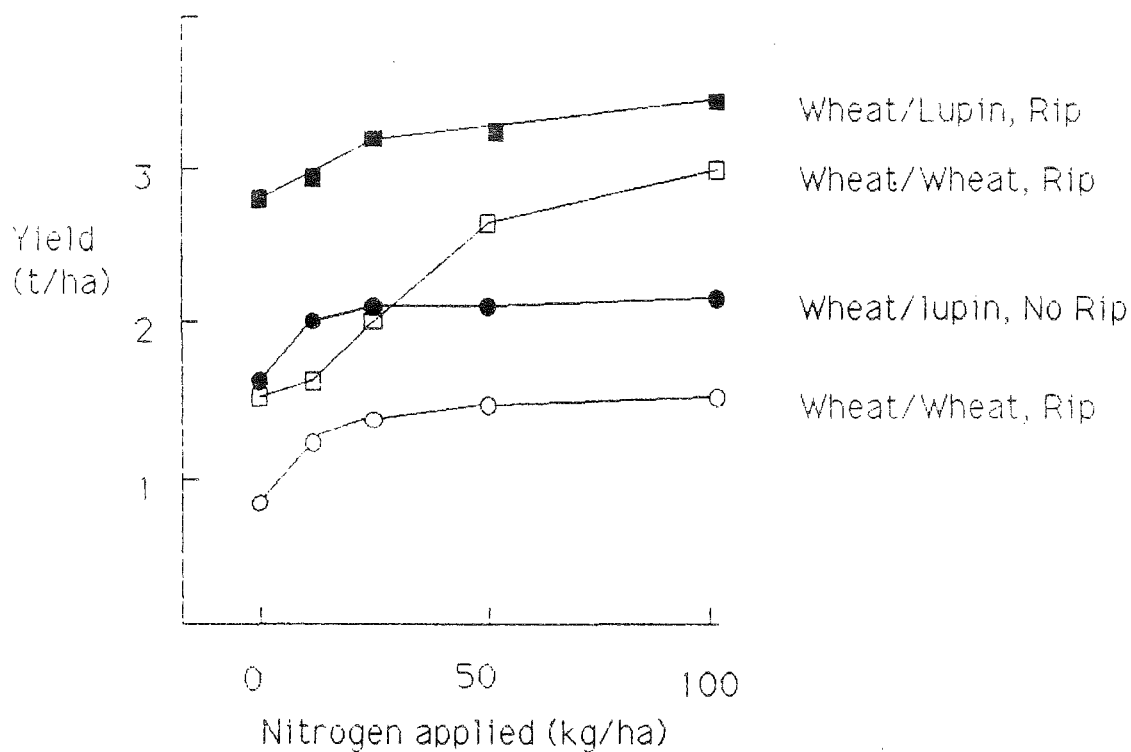 Wheat/Lupin, Rip
3
Wheat/Wheat, Rip
Yield
(t/ha)
Wheat/lupin, No Rip
2
Wheat/Wheat, Rip
1
0 50 100
Nitrogen applied (kg/ha)